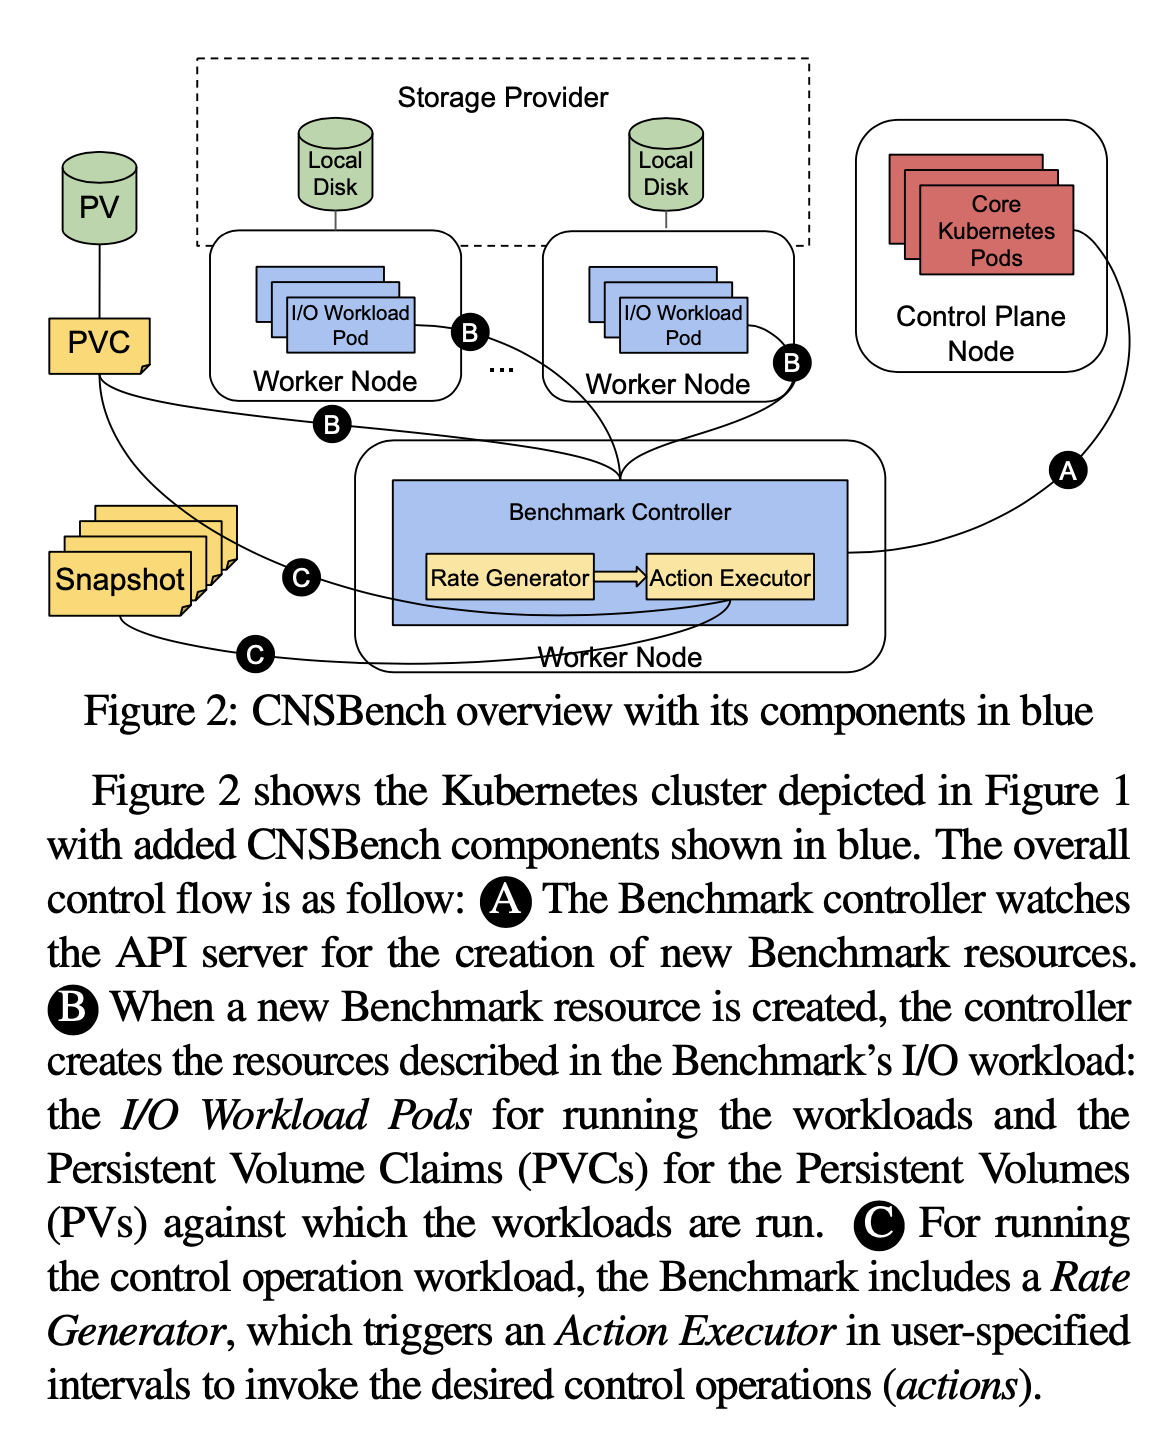 Storage Provider
Local
Disk
Local
Disk
PV
Core
Kubernetes
Pods
I/O Workload
Pod
I/O Workload
Pod
Control Plane
Node
PVC
B
B
...
Worker Node
Worker Node
B
A
Benchmark Controller
Snapshot
C
Rate Generator
Action Executor
C
Worker Node
Figure 2: CNSBench overview with its components in blue
Figure 2 shows the Kubernetes cluster depicted in Figure 1
with added CNSBench components shown in blue. The overall
control flow is as follow: A The Benchmark controller watches
the API server for the creation of new Benchmark resources.
B When a new Benchmark resource is created, the controller
creates the resources described in the Benchmark’s I/O workload:
the I/O Workload Pods for running the workloads and the
Persistent Volume Claims (PVCs) for the Persistent Volumes
(PVs) against which the workloads are run. C For running
the control operation workload, the Benchmark includes a Rate
Generator, which triggers an Action Executor in user-specified
intervals to invoke the desired control operations (actions).